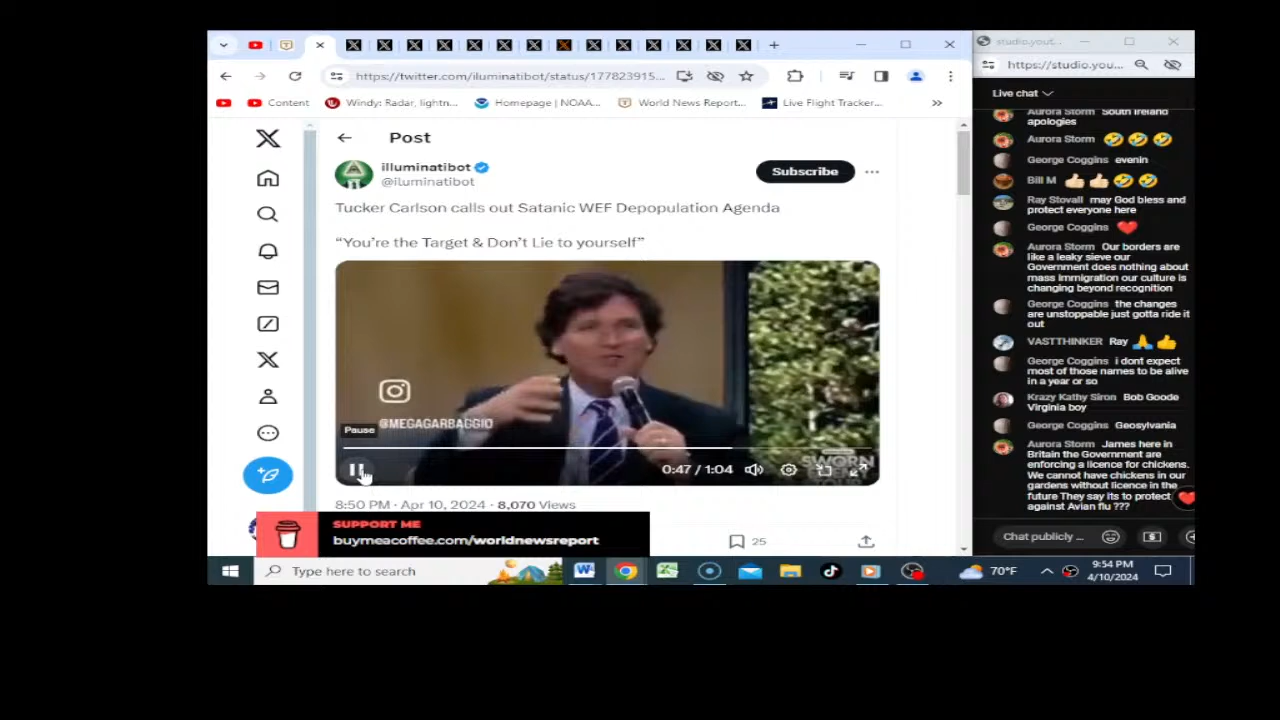 https://twitter.com/iluminatibot/status/177823915...
Content
Windy: Radar, lightn...
Homepage | NOAA...
World News Report...
Live Flight Tracker...
»
Post
illuminatibot
@iluminatibot
Subscribe
Tucker Carlson calls out Satanic WEF Depopulation Agenda
“You’re the Target & Don’t Lie to yourself”
@MEGAGARBAGGIO
Pause
SWORN
0:47 / 1:04
8:50 PM · Apr 10, 2024 · 8,070 Views
25
SUPPORT ME
buymeacoffee.com/worldnewsreport
studio.yout...
https://studio.you...
Live chat
Aurora Storm South Ireland
apologies
Aurora Storm 🤣🤣🤣
George Coggins evenin
Bill M 👍🏻👍🏻🤣🤣
Ray Stovall may God bless and
protect everyone here
George Coggins ❤️
Aurora Storm Our borders are
like a leaky sieve our
Government does nothing about
mass immigration our culture is
changing beyond recognition
George Coggins the changes
are unstoppable just gotta ride it
out
VASTTHINKER Ray 🙏👍
George Coggins i dont expect
most of those names to be alive
in a year or so
Krazy Kathy Siron Bob Goode
Virginia boy
George Coggins Geosylvania
Aurora Storm James here in
Britain the Government are
enforcing a licence for chickens.
We cannot have chickens in our
gardens without licence in the
future They say its to protect
against Avian flu ???
Chat publicly ...
Type here to search
70°F
9:54 PM
4/10/2024